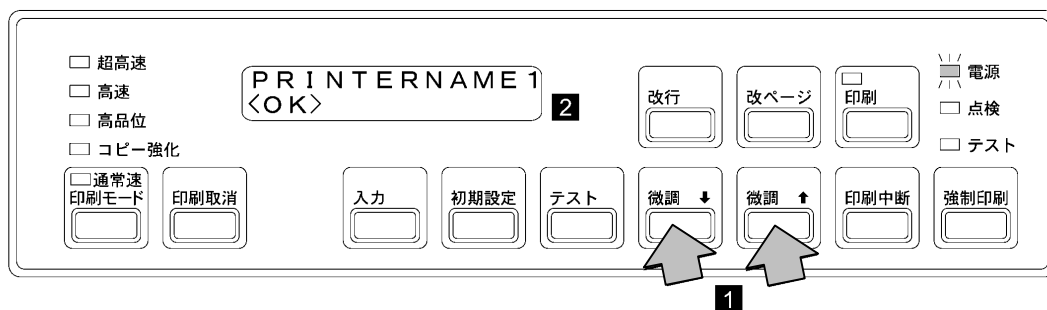 超高速
高速
高品位
コピー強化
PRINTERNAME1
<OK>
2
改行
改ページ
印刷
電源
点検
テスト
通常速
印刷モード
印刷取消
入力
初期設定
テスト
微調 ⬇
微調 ⬆
印刷中断
強制印刷
1